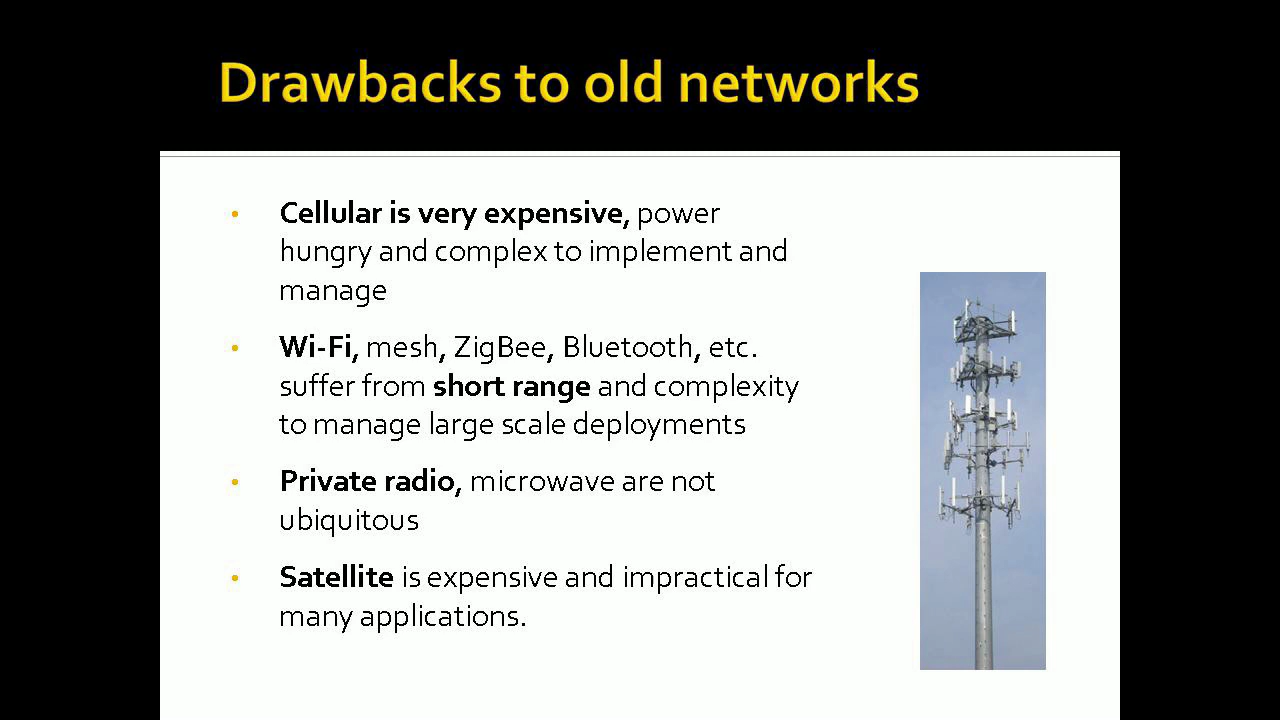 Drawbacks to old networks
• Cellular is very expensive, power
hungry and complex to implement and
manage
• Wi-Fi, mesh, ZigBee, Bluetooth, etc.
suffer from short range and complexity
to manage large scale deployments
• Private radio, microwave are not
ubiquitous
• Satellite is expensive and impractical for
many applications.